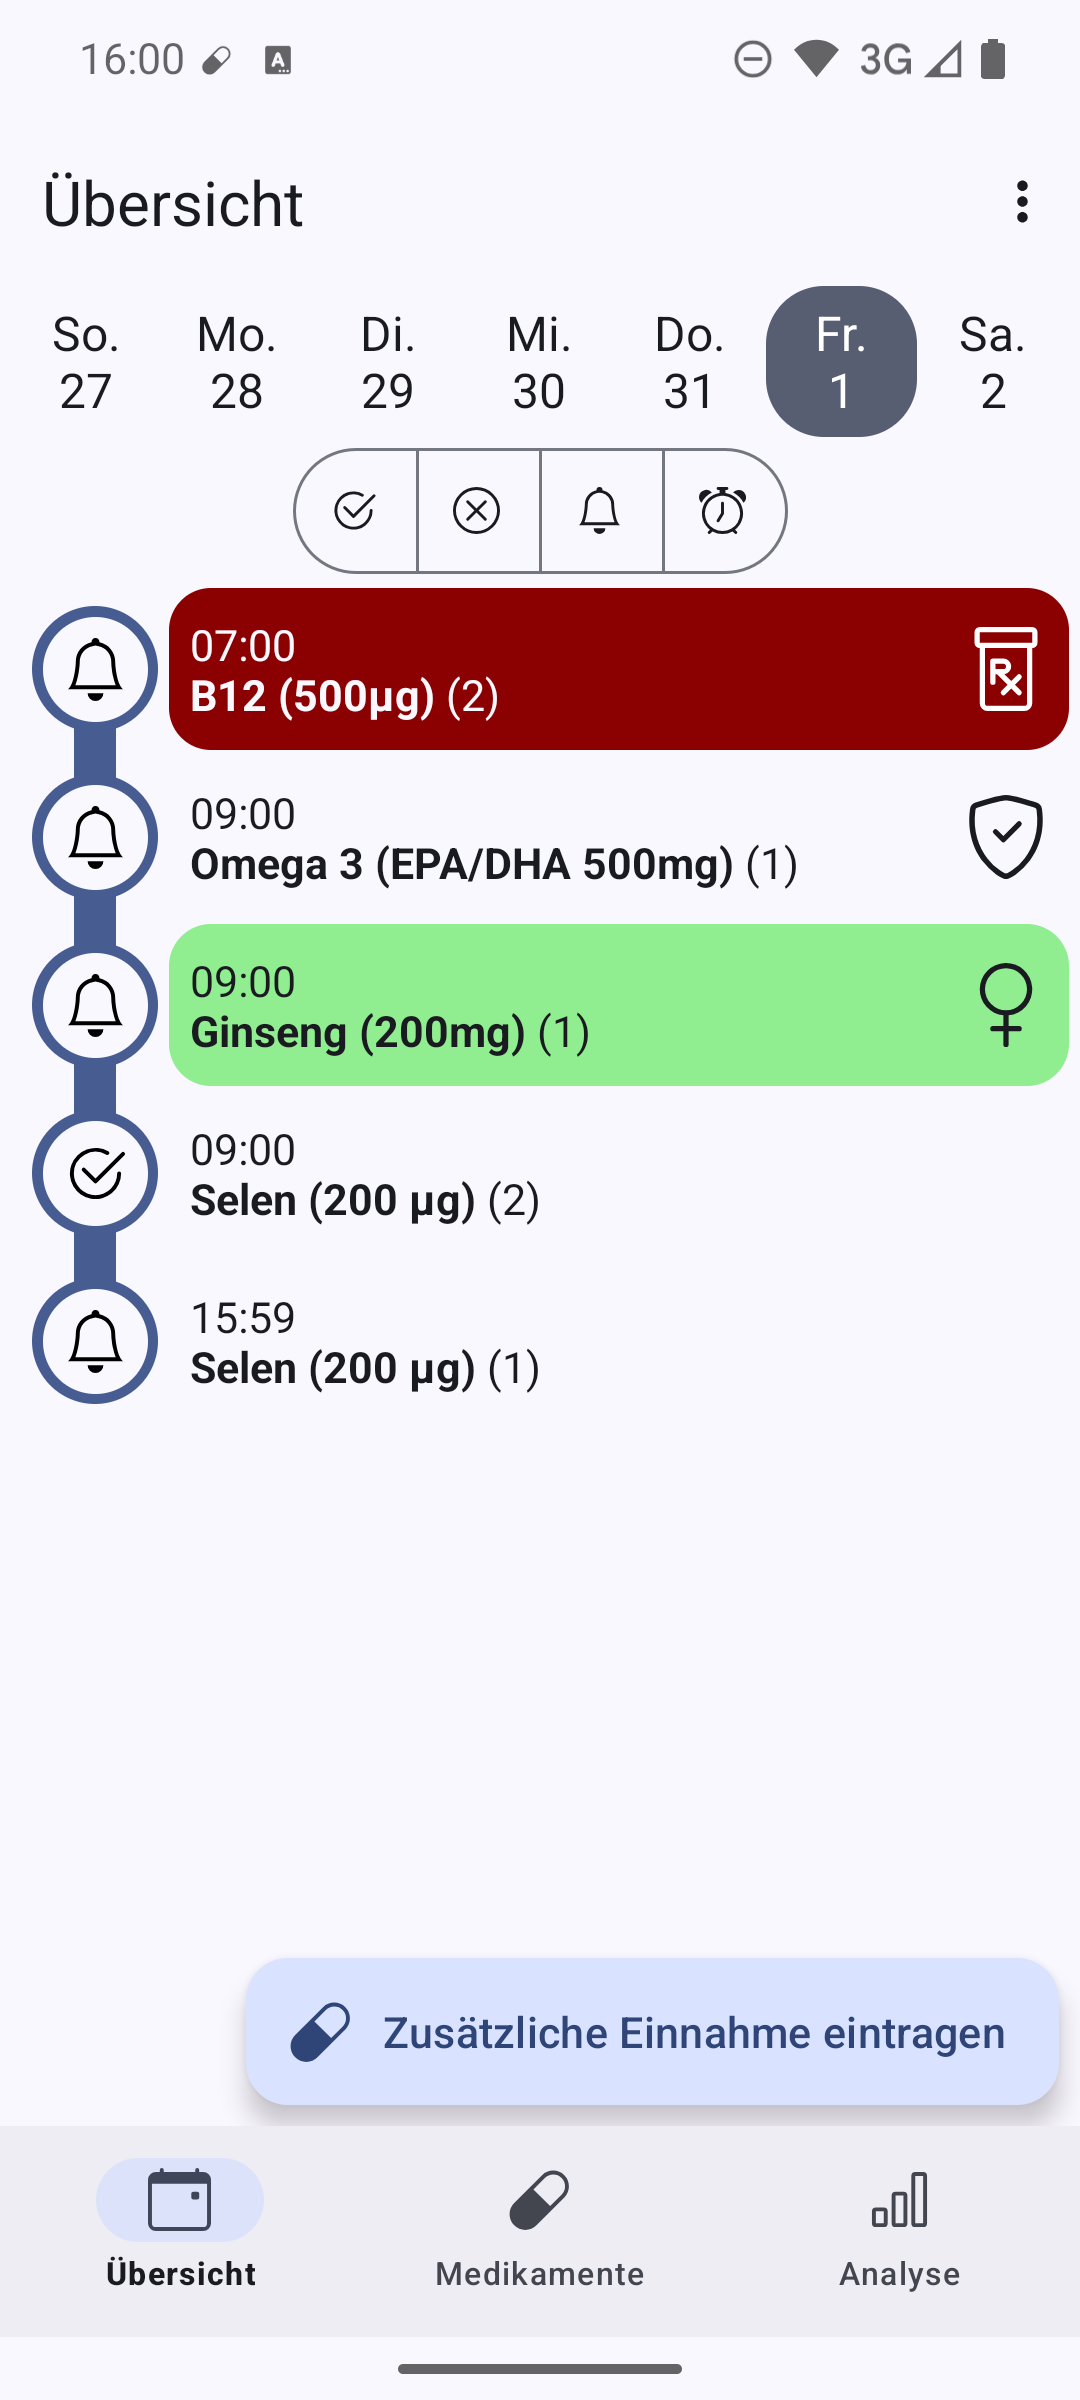 16:00
3G
Übersicht
So. Mo. Di. Mi. Do. Fr. Sa.
27 28 29 30 31 1 2
07:00
B12 (500µg) (2)
09:00
Omega 3 (EPA/DHA 500mg) (1)
09:00
Ginseng (200mg) (1)
09:00
Selen (200 µg) (2)
15:59
Selen (200 µg) (1)
Zusätzliche Einnahme eintragen
Übersicht Medikamente Analyse